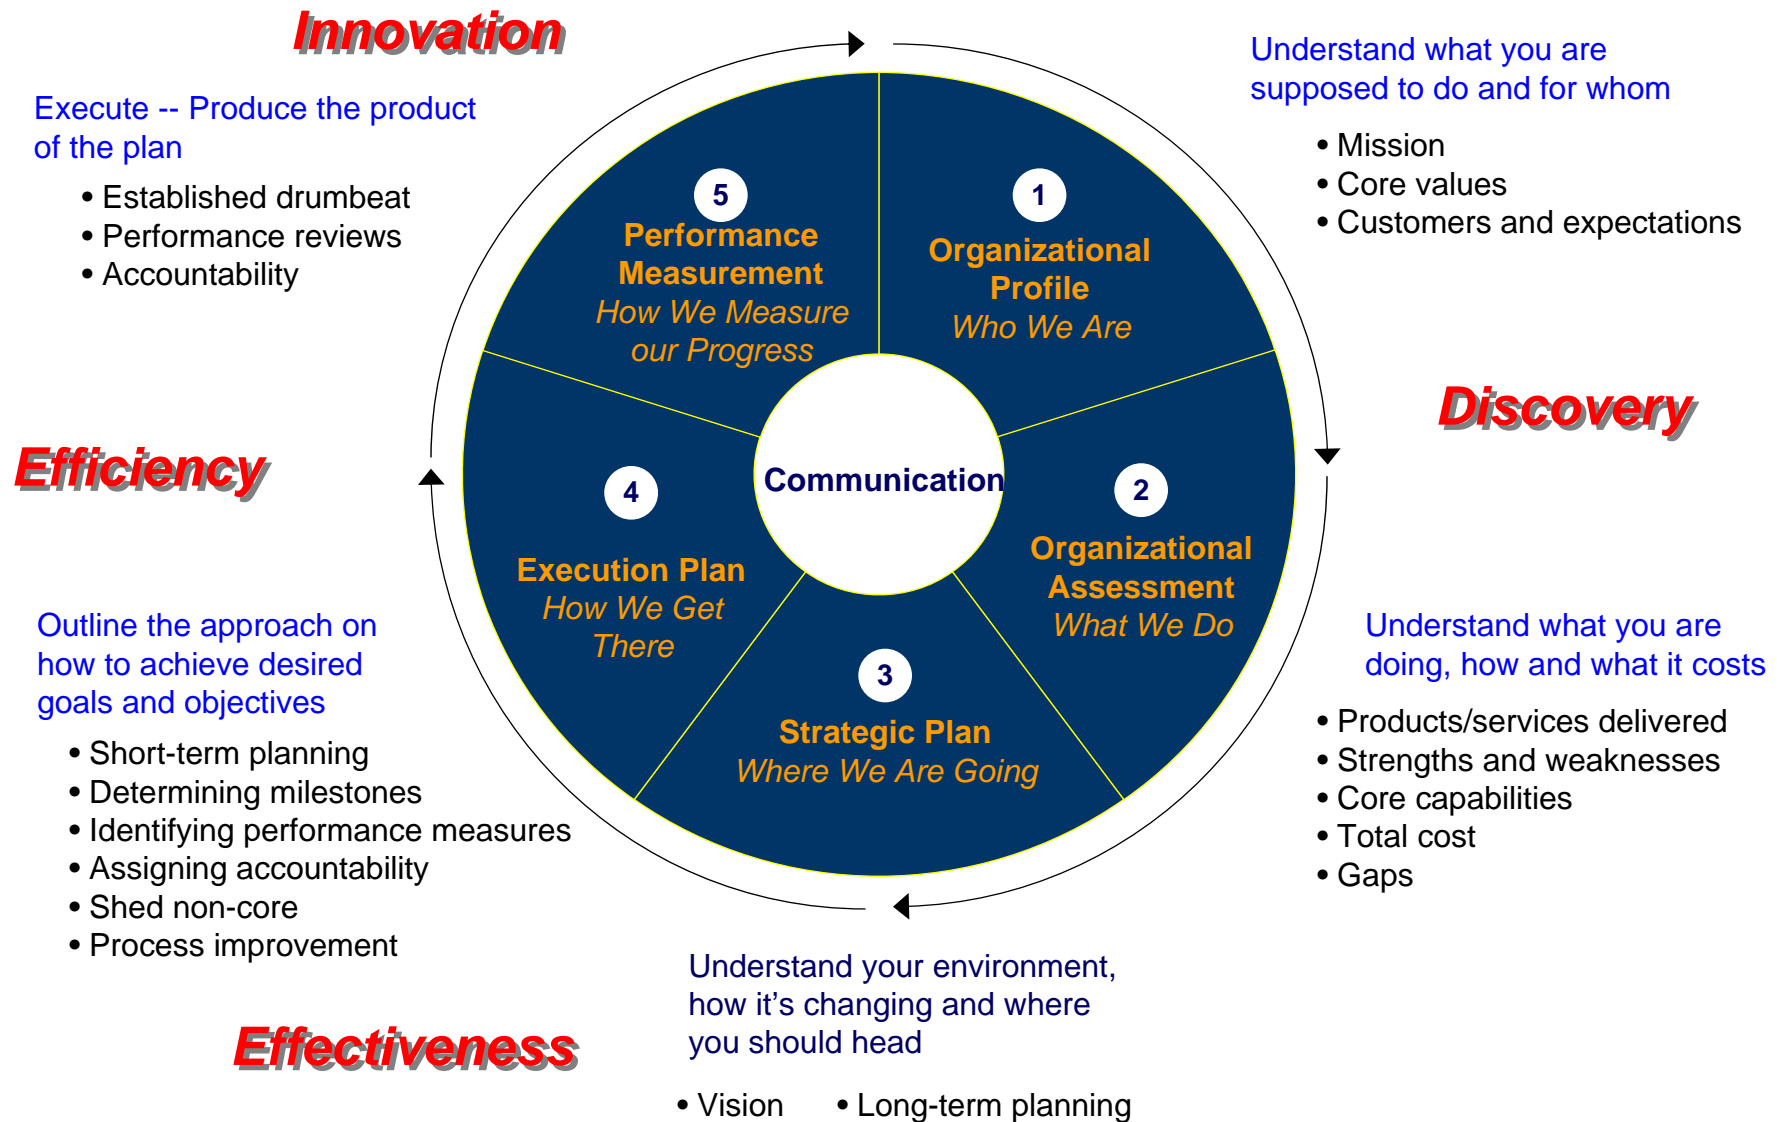 Innovation
Execute -- Produce the product
of the plan
• Established drumbeat
• Performance reviews
• Accountability
Understand what you are
supposed to do and for whom
• Mission
• Core values
• Customers and expectations
5
Performance
Measurement
How We Measure
our Progress
1
Organizational
Profile
Who We Are
Discovery
Efficiency
Communication
4
Execution Plan
How We Get
There
2
Organizational
Assessment
What We Do
3
Strategic Plan
Where We Are Going
Outline the approach on
how to achieve desired
goals and objectives
• Short-term planning
• Determining milestones
• Identifying performance measures
• Assigning accountability
• Shed non-core
• Process improvement
Understand what you are
doing, how and what it costs
• Products/services delivered
• Strengths and weaknesses
• Core capabilities
• Total cost
• Gaps
Effectiveness
Understand your environment,
how it's changing and where
you should head
• Vision • Long-term planning